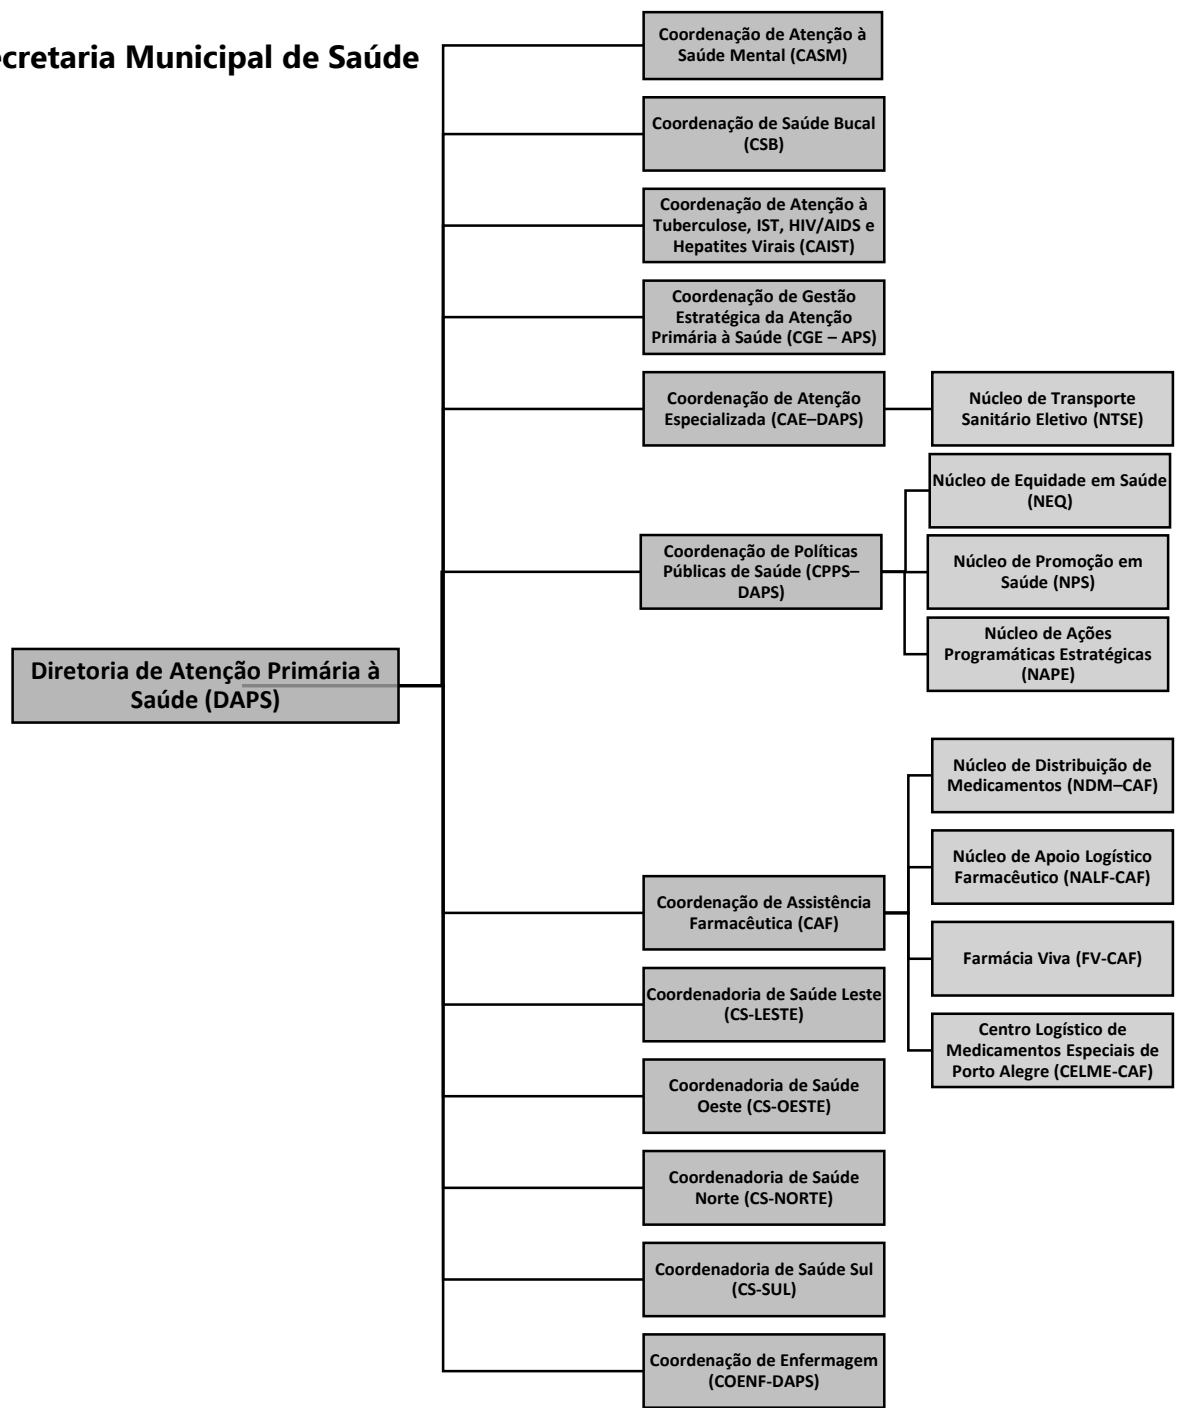 cretaria Municipal de Saúde
Coordenação de Atenção à
Saúde Mental (CASM)
Coordenação de Saúde Bucal
(CSB)
Coordenação de Atenção à
Tuberculose, IST, HIV/AIDS e
Hepatites Virais (CAIST)
Coordenação de Gestão
Estratégica da Atenção
Primária à Saúde (CGE – APS)
Coordenação de Atenção
Especializada (CAE–DAPS)
Núcleo de Transporte
Sanitário Eletivo (NTSE)
Coordenação de Políticas
Públicas de Saúde (CPPS–
DAPS)
Núcleo de Equidade em Saúde
(NEQ)
Núcleo de Promoção em
Saúde (NPS)
Núcleo de Ações
Programáticas Estratégicas
(NAPE)
Diretoria de Atenção Primária à
Saúde (DAPS)
Coordenação de Assistência
Farmacêutica (CAF)
Núcleo de Distribuição de
Medicamentos (NDM–CAF)
Núcleo de Apoio Logístico
Farmacêutico (NALF-CAF)
Farmácia Viva (FV-CAF)
Centro Logístico de
Medicamentos Especiais de
Porto Alegre (CELME-CAF)
Coordenadoria de Saúde Leste
(CS-LESTE)
Coordenadoria de Saúde
Oeste (CS-OESTE)
Coordenadoria de Saúde
Norte (CS-NORTE)
Coordenadoria de Saúde Sul
(CS-SUL)
Coordenação de Enfermagem
(COENF-DAPS)